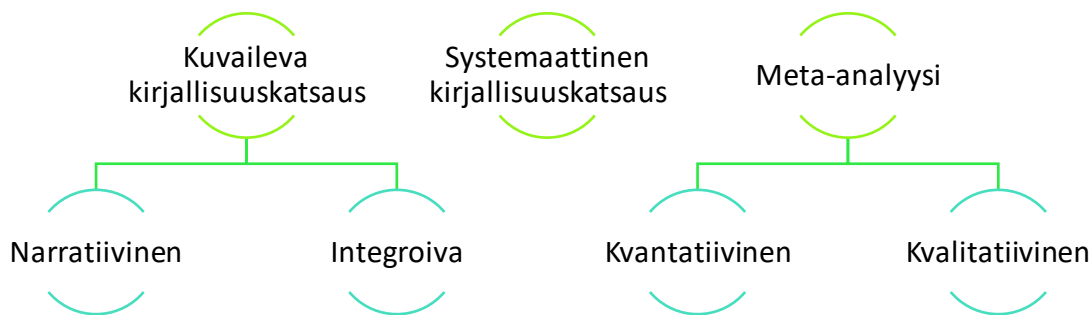 Kuvaileva
kirjallisuuskatsaus
Systemaattinen
kirjallisuuskatsaus
Meta-analyysi
Narratiivinen
Integroiva
Kvantatiivinen
Kvalitatiivinen